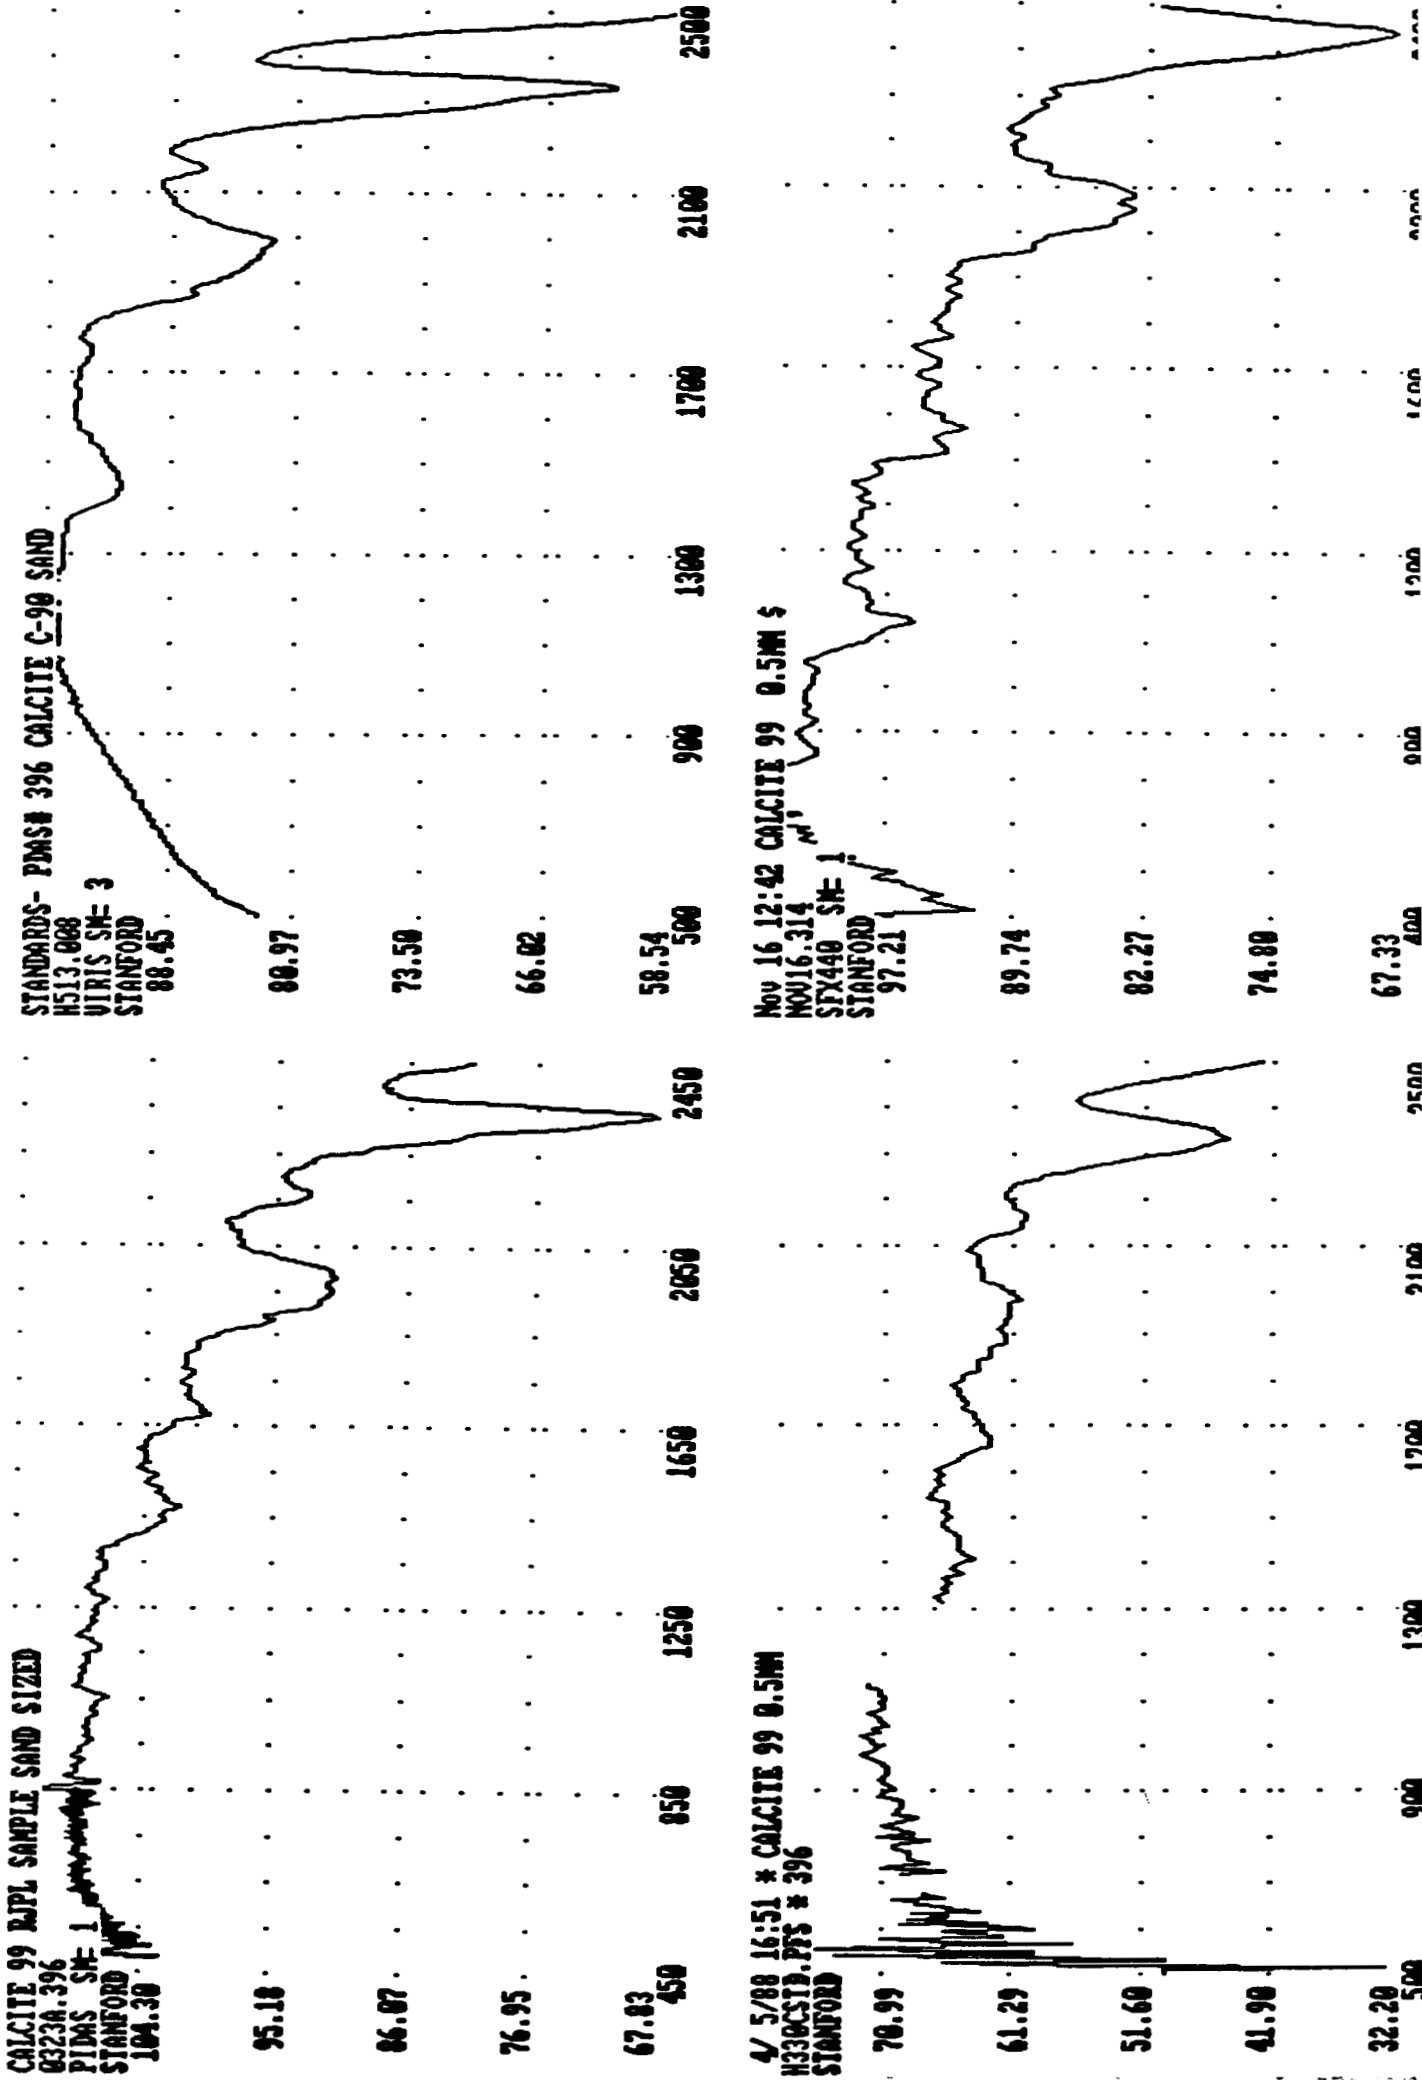 CALCITE 99 RJPL SAMPLE SAND SIZED
0323A.396
PIDAS SM= 1
STANFORD
104.30
95.18
86.07
76.95
67.83
450 850 1250 1650 2050 2450
STANDARDS- PDAS# 396 CALCITE C-90 SAND
H513.008
VIRIS SM= 3
STANFORD
88.45
80.97
73.50
66.02
58.54
500 900 1300 1700 2100 2500
4/ 5/88 16:51 * CALCITE 99 0.5MM
H330CSTD.PFS * 396
STANFORD
70.99
61.29
51.60
41.90
32.20
500 900 1300 1700 2100 2500
Nov 16 12:42 CALCITE 99 0.5MM $
NOV16.314
SFX440 SM= 1
STANFORD
97.21
89.74
82.27
74.80
67.33
400 800 1200